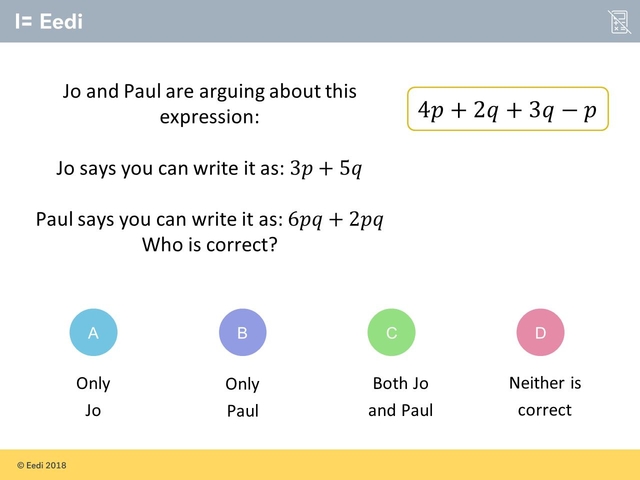 I= Eedi
Jo and Paul are arguing about this
expression:
4p + 2q + 3q − p
Jo says you can write it as: 3p + 5q
Paul says you can write it as: 6pq + 2pq
Who is correct?
A
Only
Jo
B
Only
Paul
C
Both Jo
and Paul
D
Neither is
correct
© Eedi 2018